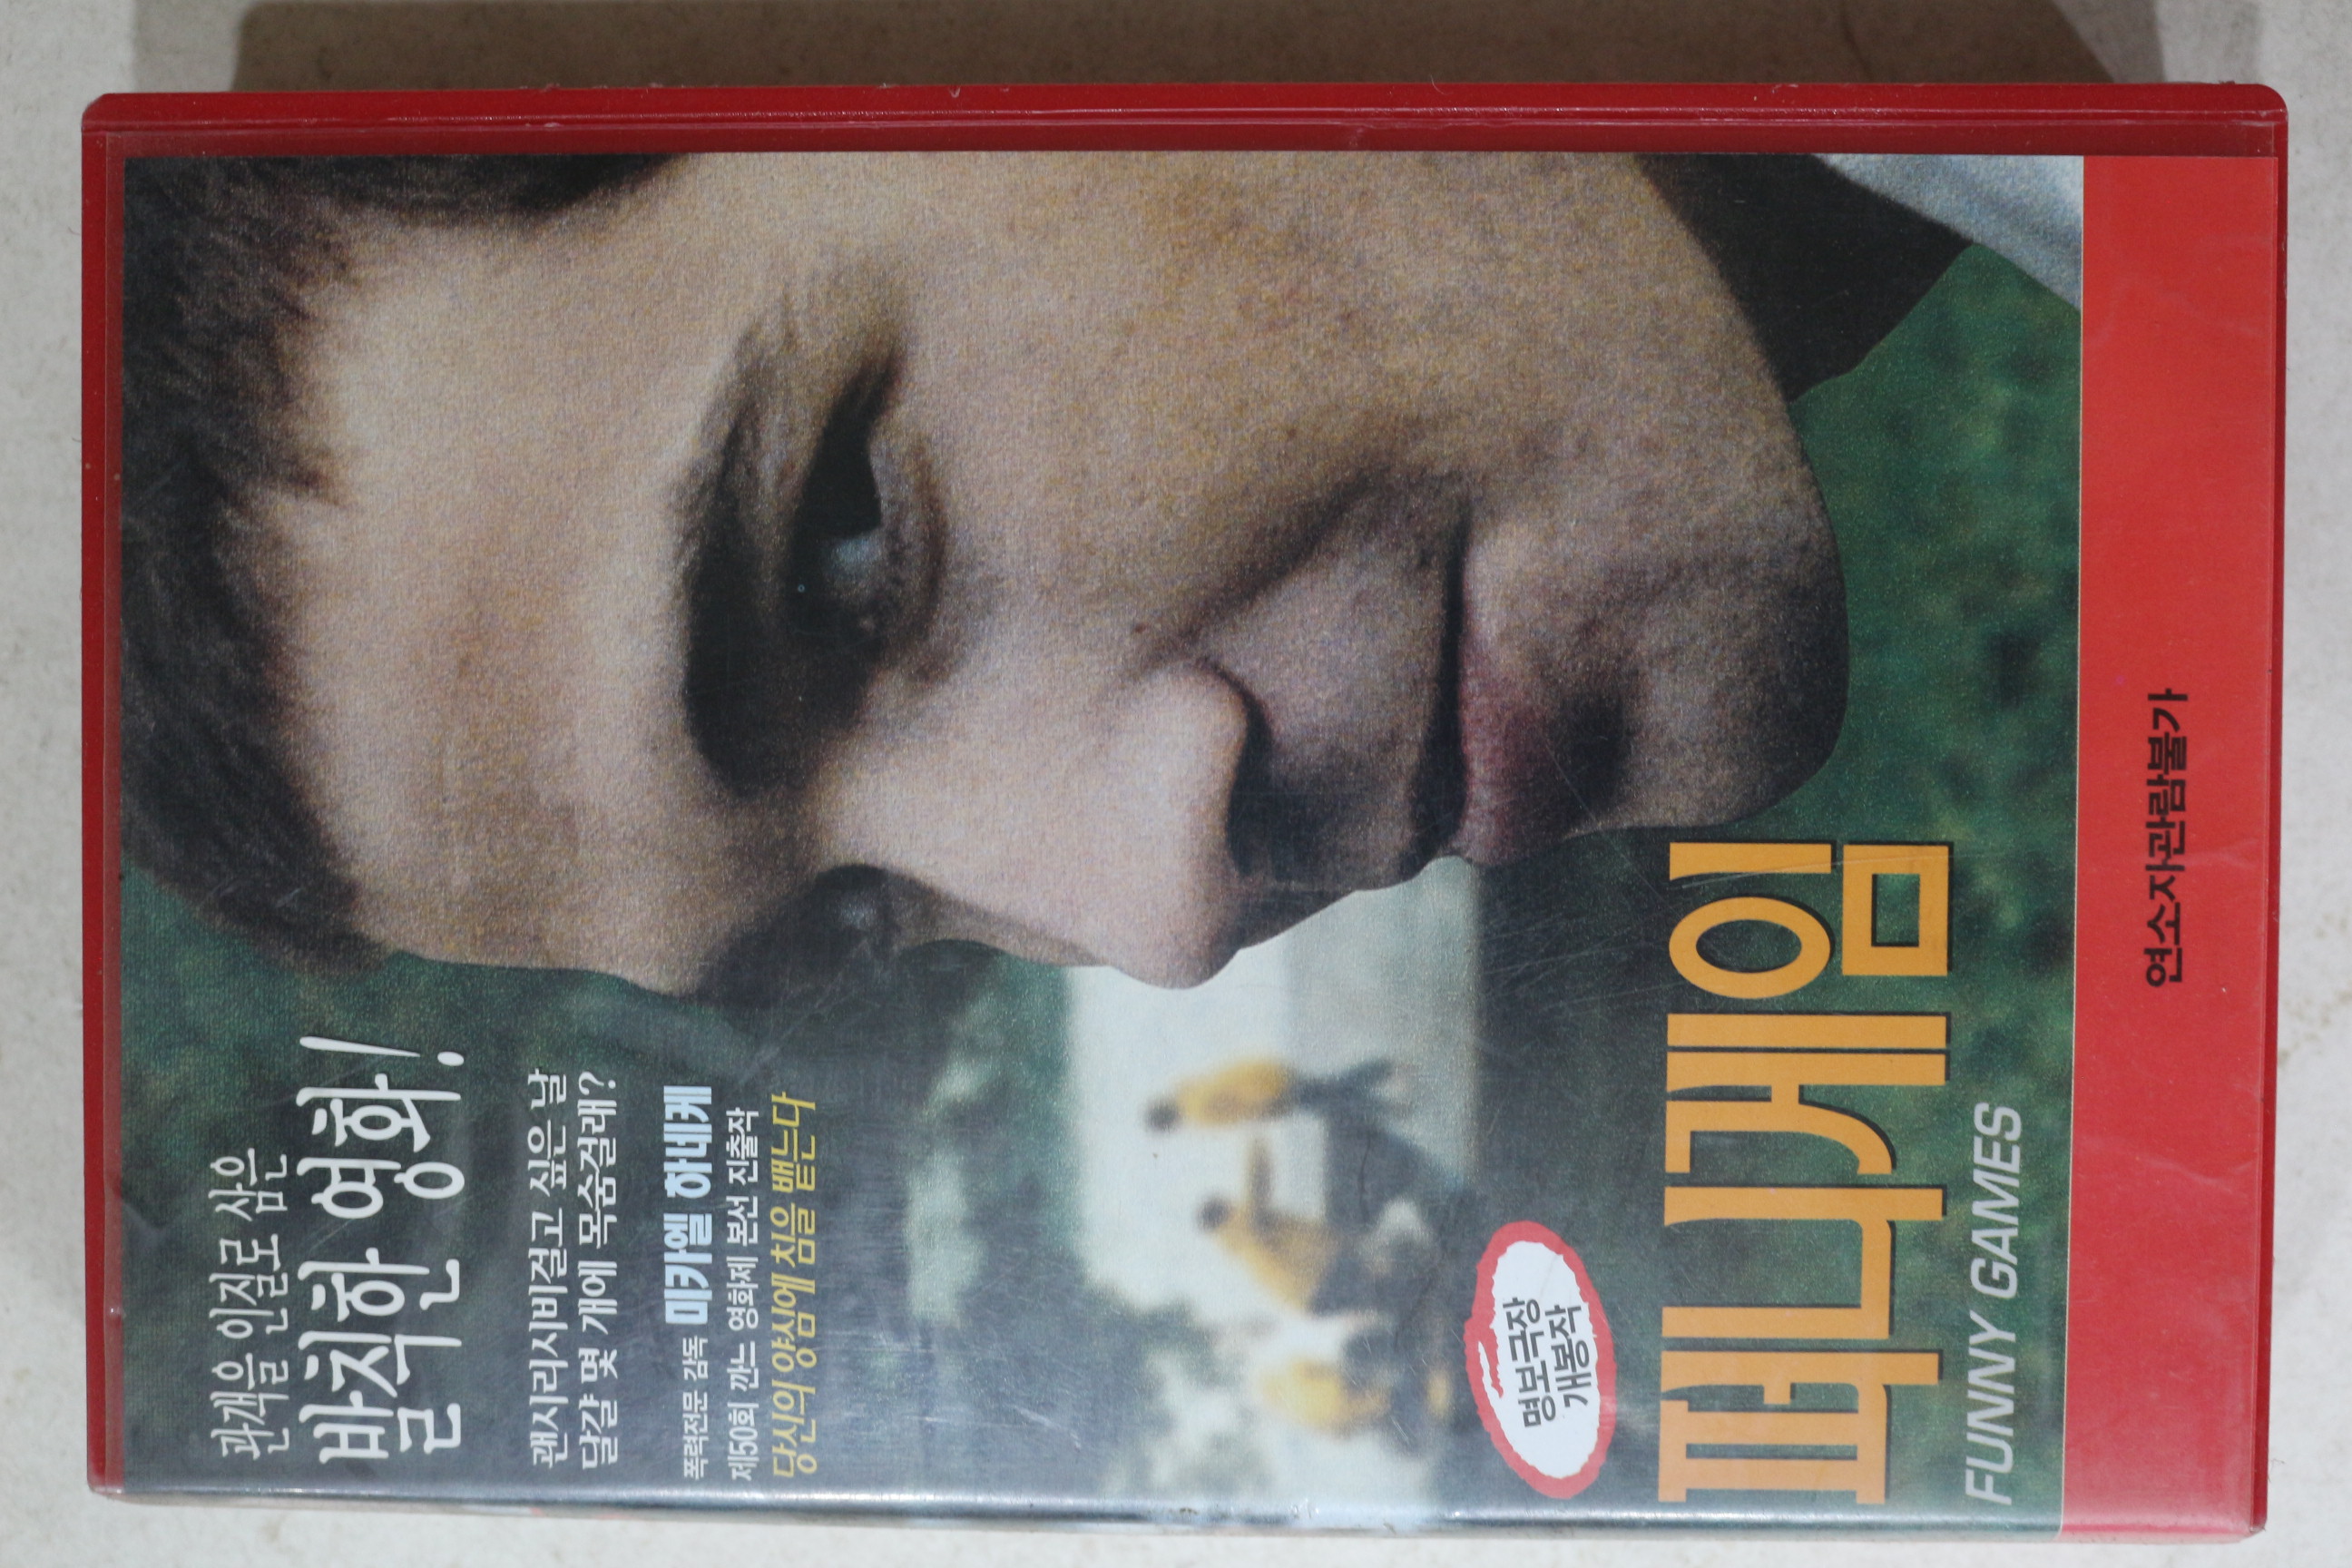 관객을 인질로 삼은
발칙한 영화!
괜시리시비걸고 싶은날
달걀 몇 개에 목숨걸래?
폭력전문 감독 미카엘 하네케
제50회 깐느 영화제 본선 진출작
당신의 양심에 침을 뱉는다
명보극장
개봉작
퍼니게임
FUNNY GAMES
연소자관람불가